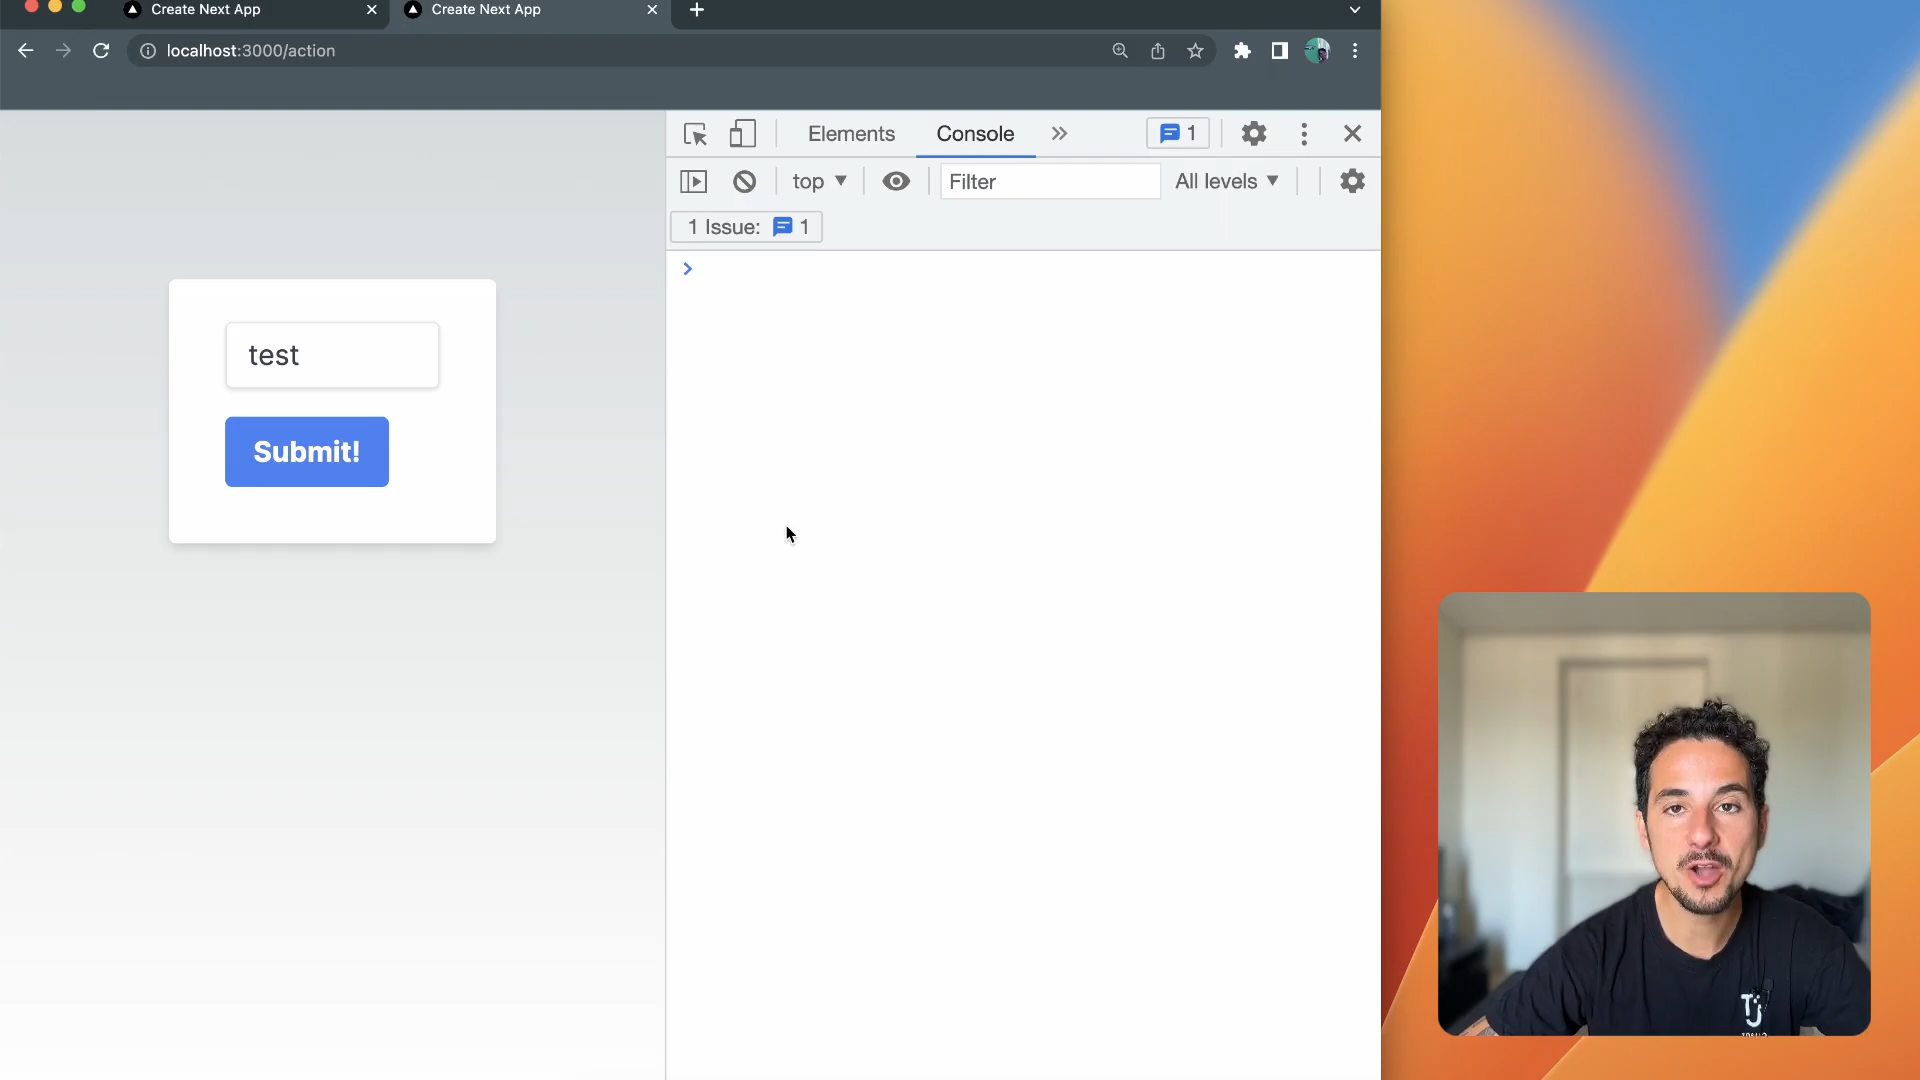 Create Next App
Create Next App
localhost:3000/action
Elements
Console
1
top
Filter
All levels
1 Issue:
1
test
Submit!